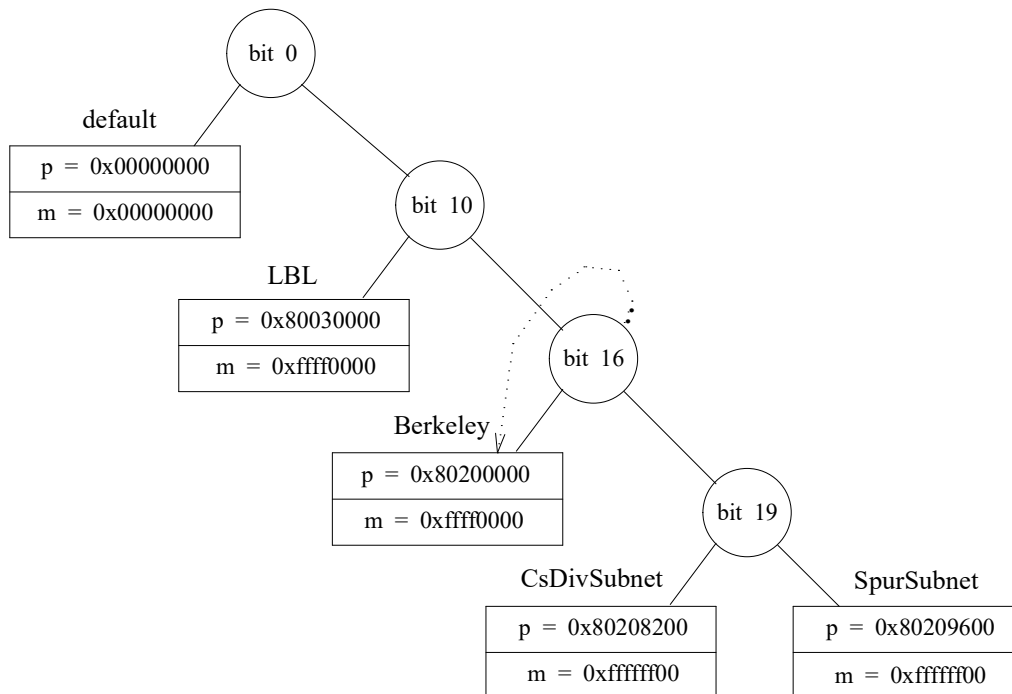 bit 0
default
p = 0x00000000
m = 0x00000000
bit 10
LBL
p = 0x80030000
m = 0xffff0000
bit 16
Berkeley
p = 0x80200000
m = 0xffff0000
bit 19
CsDivSubnet
p = 0x80208200
m = 0xffffff00
SpurSubnet
p = 0x80209600
m = 0xffffff00